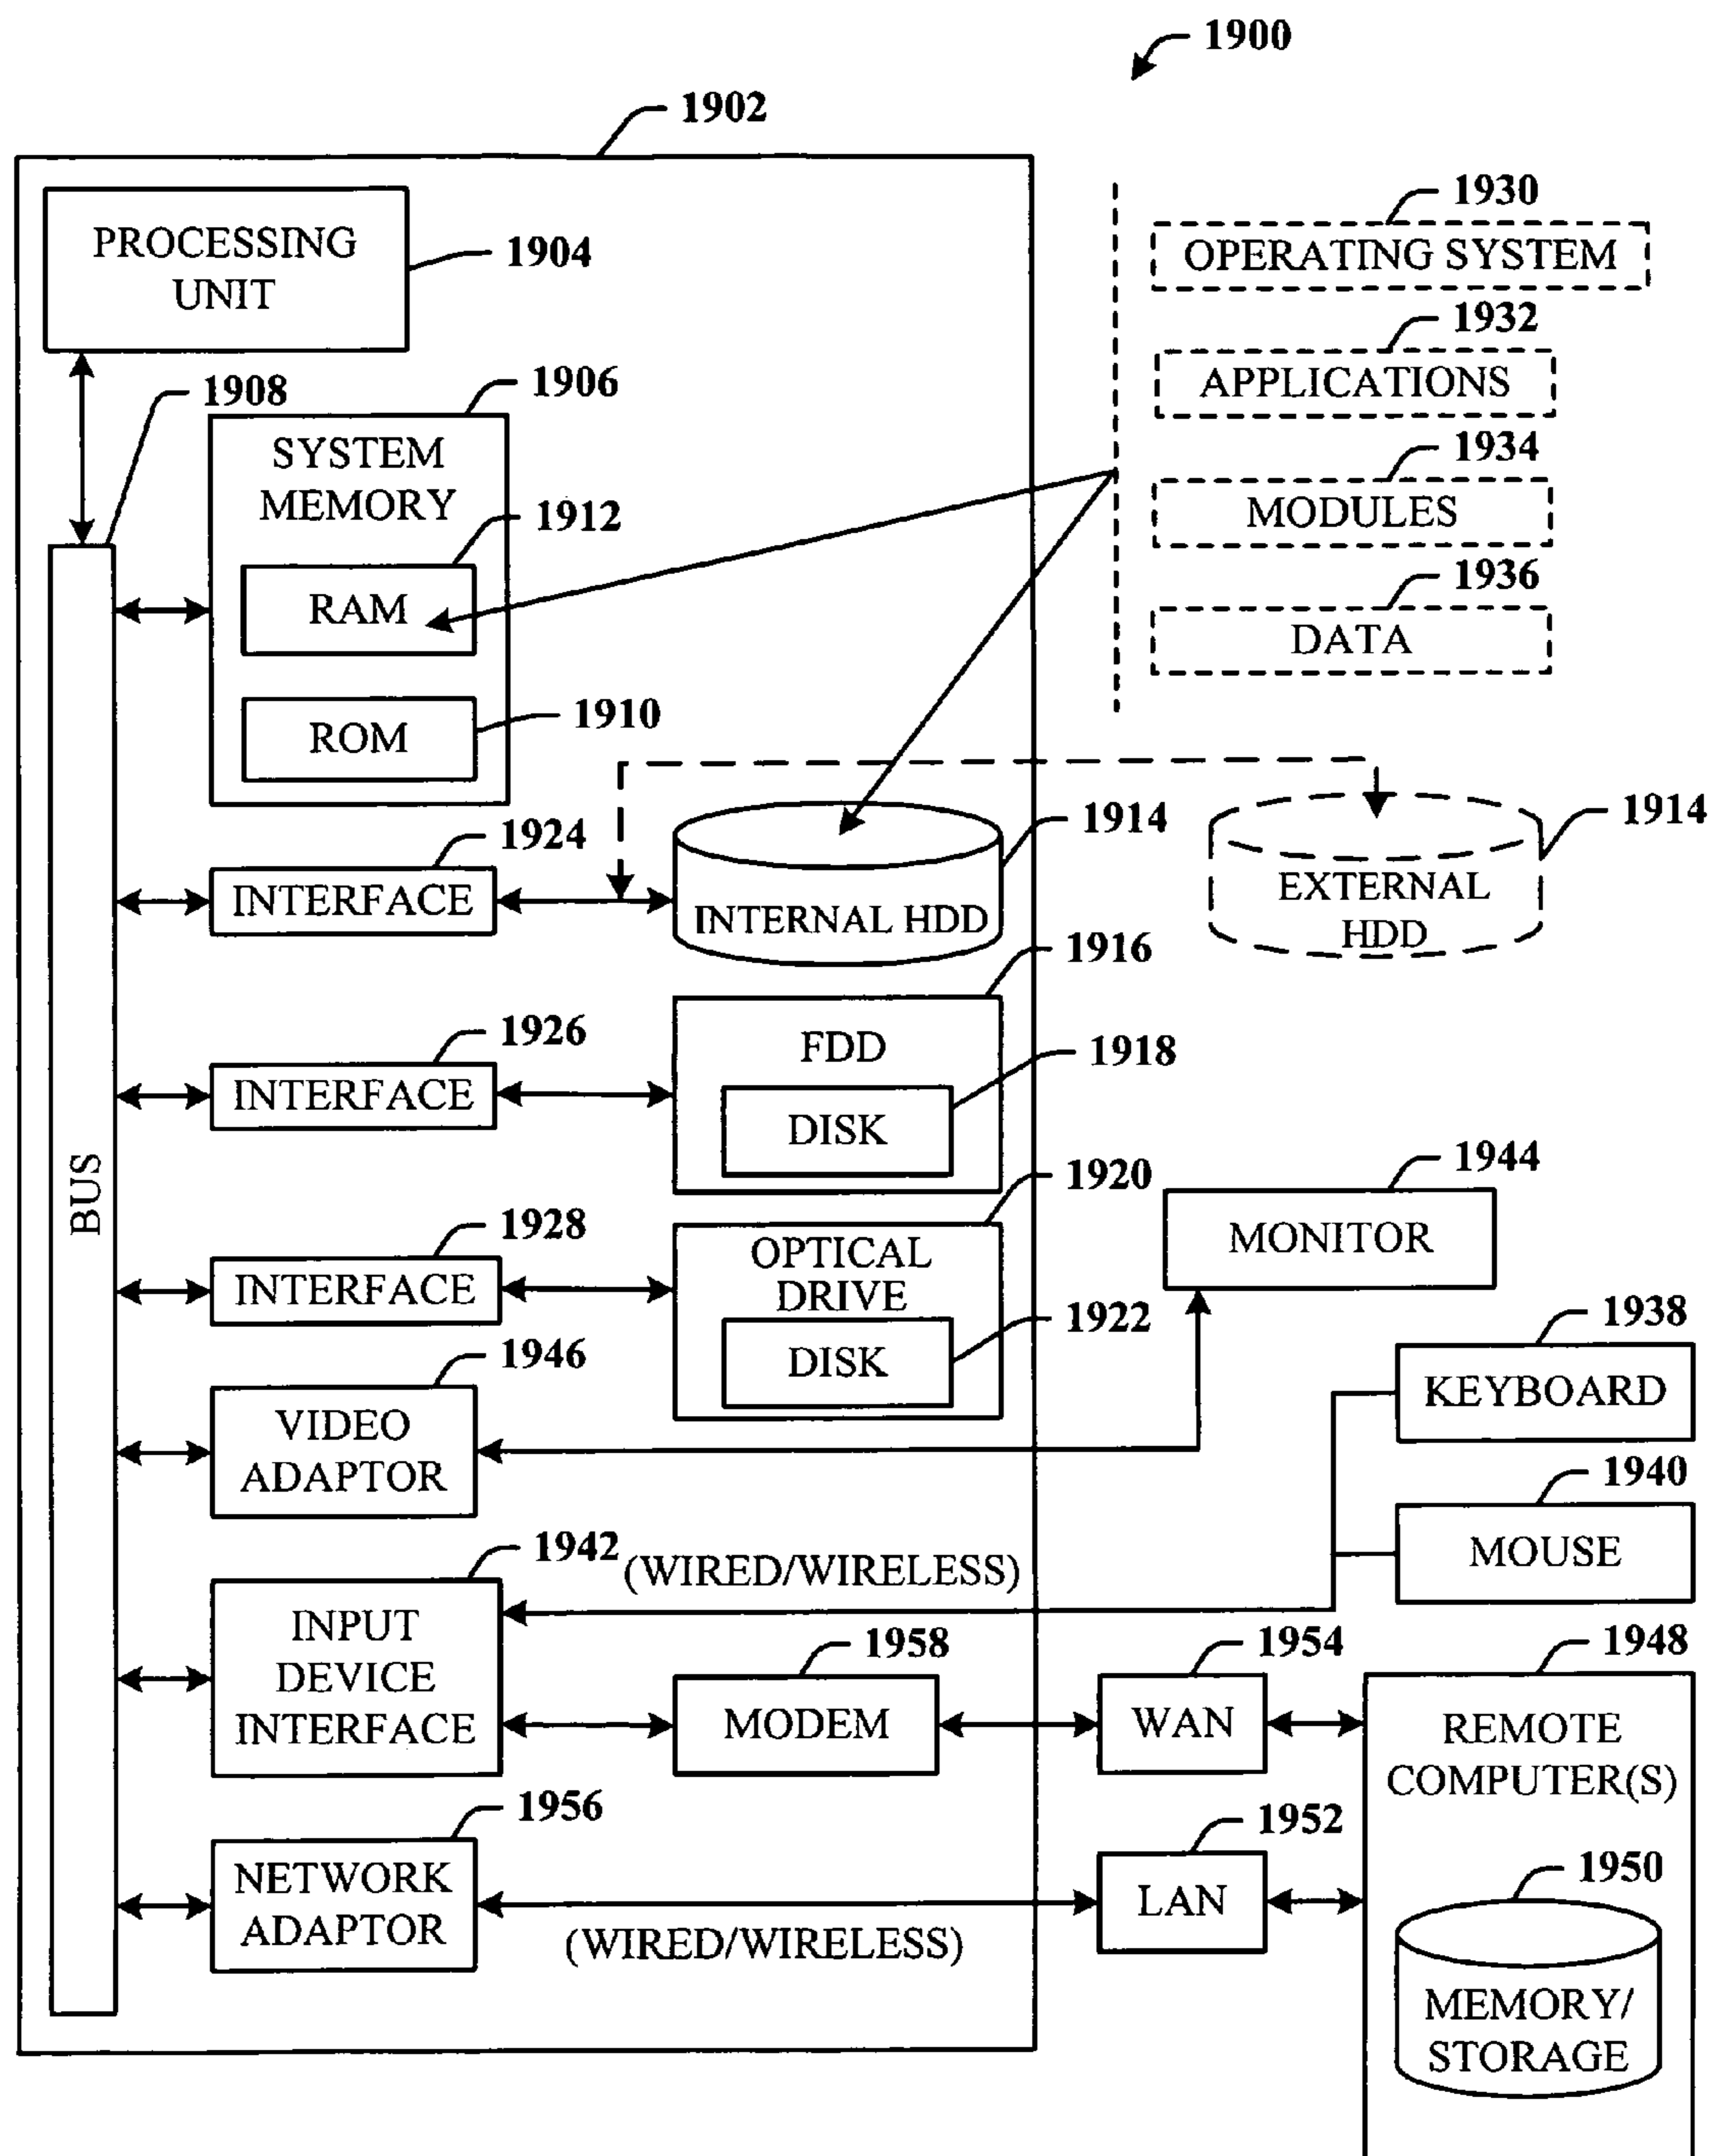 1900
1902
PROCESSING
UNIT
1904
1908
1906
SYSTEM
MEMORY
1912
RAM
1910
ROM
1930
OPERATING SYSTEM
1932
APPLICATIONS
1934
MODULES
1936
DATA
1924
INTERFACE
1914
INTERNAL HDD
1914
EXTERNAL
HDD
1916
FDD
1918
DISK
1926
INTERFACE
BUS
1920
OPTICAL
DRIVE
1922
DISK
1928
INTERFACE
1944
MONITOR
1946
VIDEO
ADAPTOR
1938
KEYBOARD
1940
MOUSE
1942
(WIRED/WIRELESS)
INPUT
DEVICE
INTERFACE
1958
MODEM
1954
WAN
1948
REMOTE
COMPUTER(S)
1956
NETWORK
ADAPTOR
(WIRED/WIRELESS)
1952
LAN
1950
MEMORY/
STORAGE